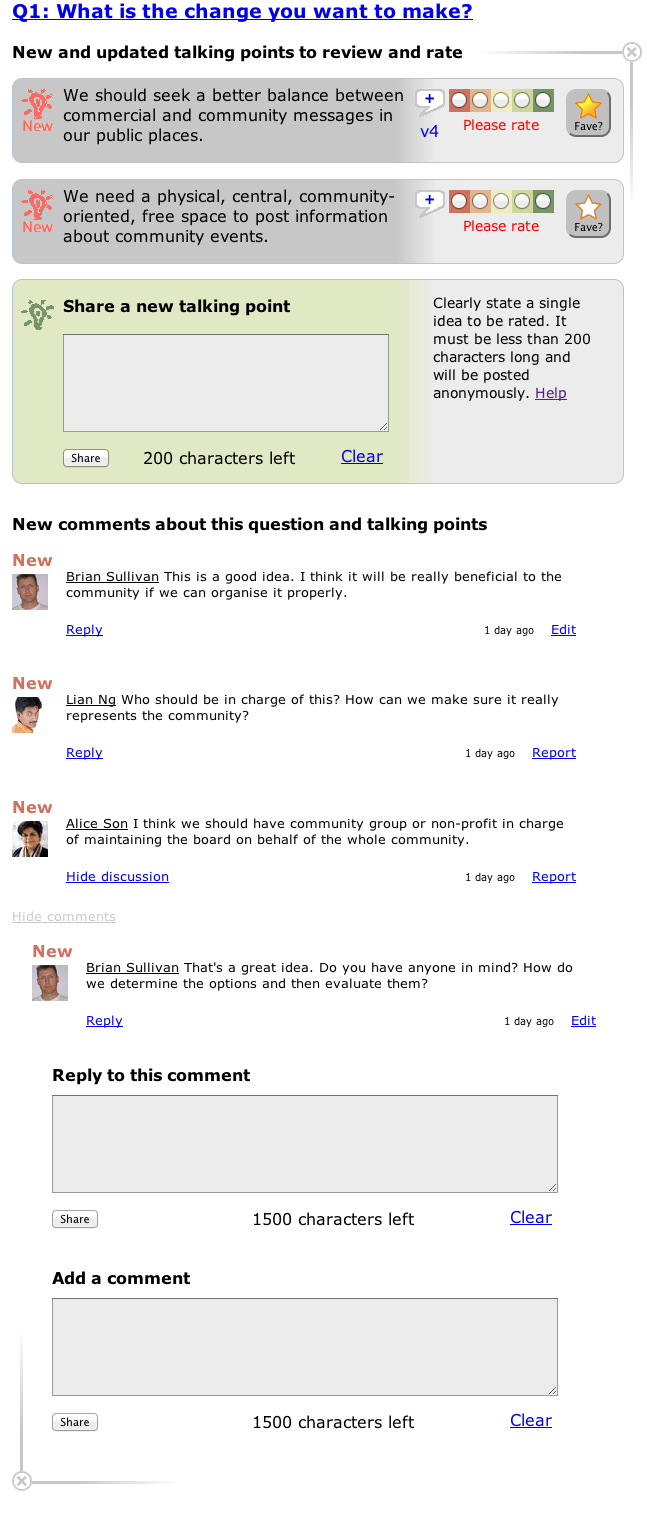 Q1: What is the change you want to make?
New and updated talking points to review and rate
We should seek a better balance between
commercial and community messages in
our public places.
New
+
v4
Please rate
Fave?
We need a physical, central, community-
oriented, free space to post information
about community events.
New
+
Please rate
Fave?
Share a new talking point
Share
200 characters left
Clear
Clearly state a single
idea to be rated. It
must be less than 200
characters long and
will be posted
anonymously. Help
New comments about this question and talking points
New
Brian Sullivan This is a good idea. I think it will be really beneficial to the
community if we can organise it properly.
Reply 1 day ago Edit
New
Lian Ng Who should be in charge of this? How can we make sure it really
represents the community?
Reply 1 day ago Report
New
Alice Son I think we should have community group or non-profit in charge
of maintaining the board on behalf of the whole community.
Hide discussion 1 day ago Report
Hide comments
New
Brian Sullivan That's a great idea. Do you have anyone in mind? How do
we determine the options and then evaluate them?
Reply 1 day ago Edit
Reply to this comment
Share 1500 characters left Clear
Add a comment
Share 1500 characters left Clear